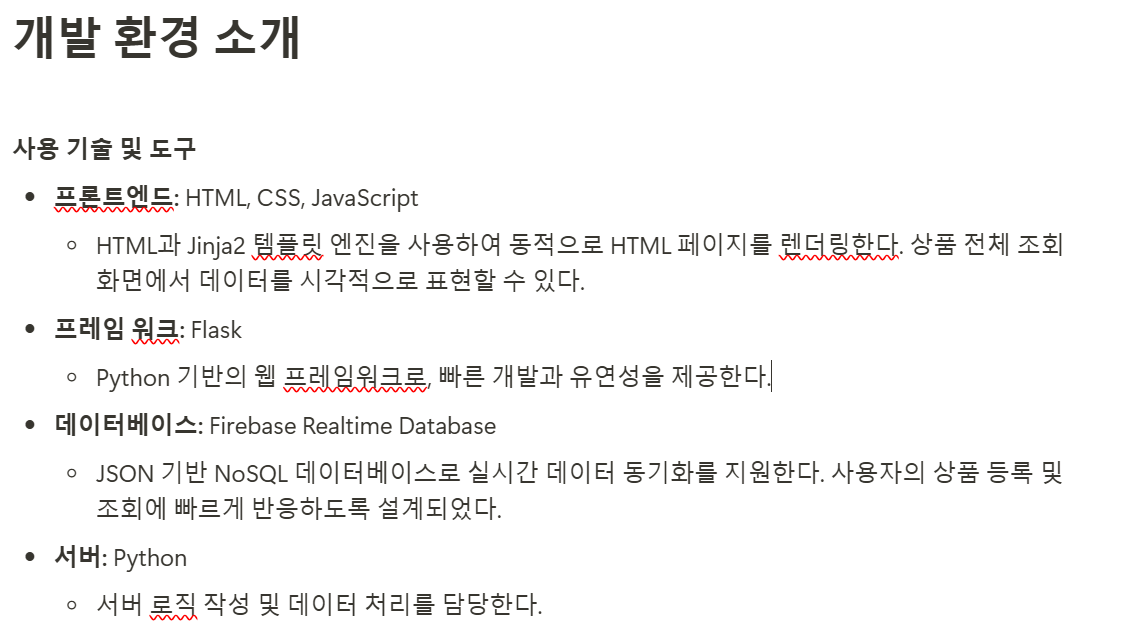 개발 환경 소개
사용 기술 및 도구
• 프론트엔드: HTML, CSS, JavaScript
◦ HTML과 Jinja2 템플릿 엔진을 사용하여 동적으로 HTML 페이지를 렌더링한다. 상품 전체 조회
화면에서 데이터를 시각적으로 표현할 수 있다.
• 프레임 워크: Flask
◦ Python 기반의 웹 프레임워크로, 빠른 개발과 유연성을 제공한다.
• 데이터베이스: Firebase Realtime Database
◦ JSON 기반 NoSQL 데이터베이스로 실시간 데이터 동기화를 지원한다. 사용자의 상품 등록 및
조회에 빠르게 반응하도록 설계되었다.
• 서버: Python
◦ 서버 로직 작성 및 데이터 처리를 담당한다.